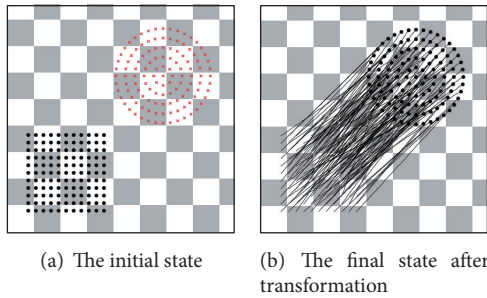 (a) The initial state
(b) The final state after
transformation